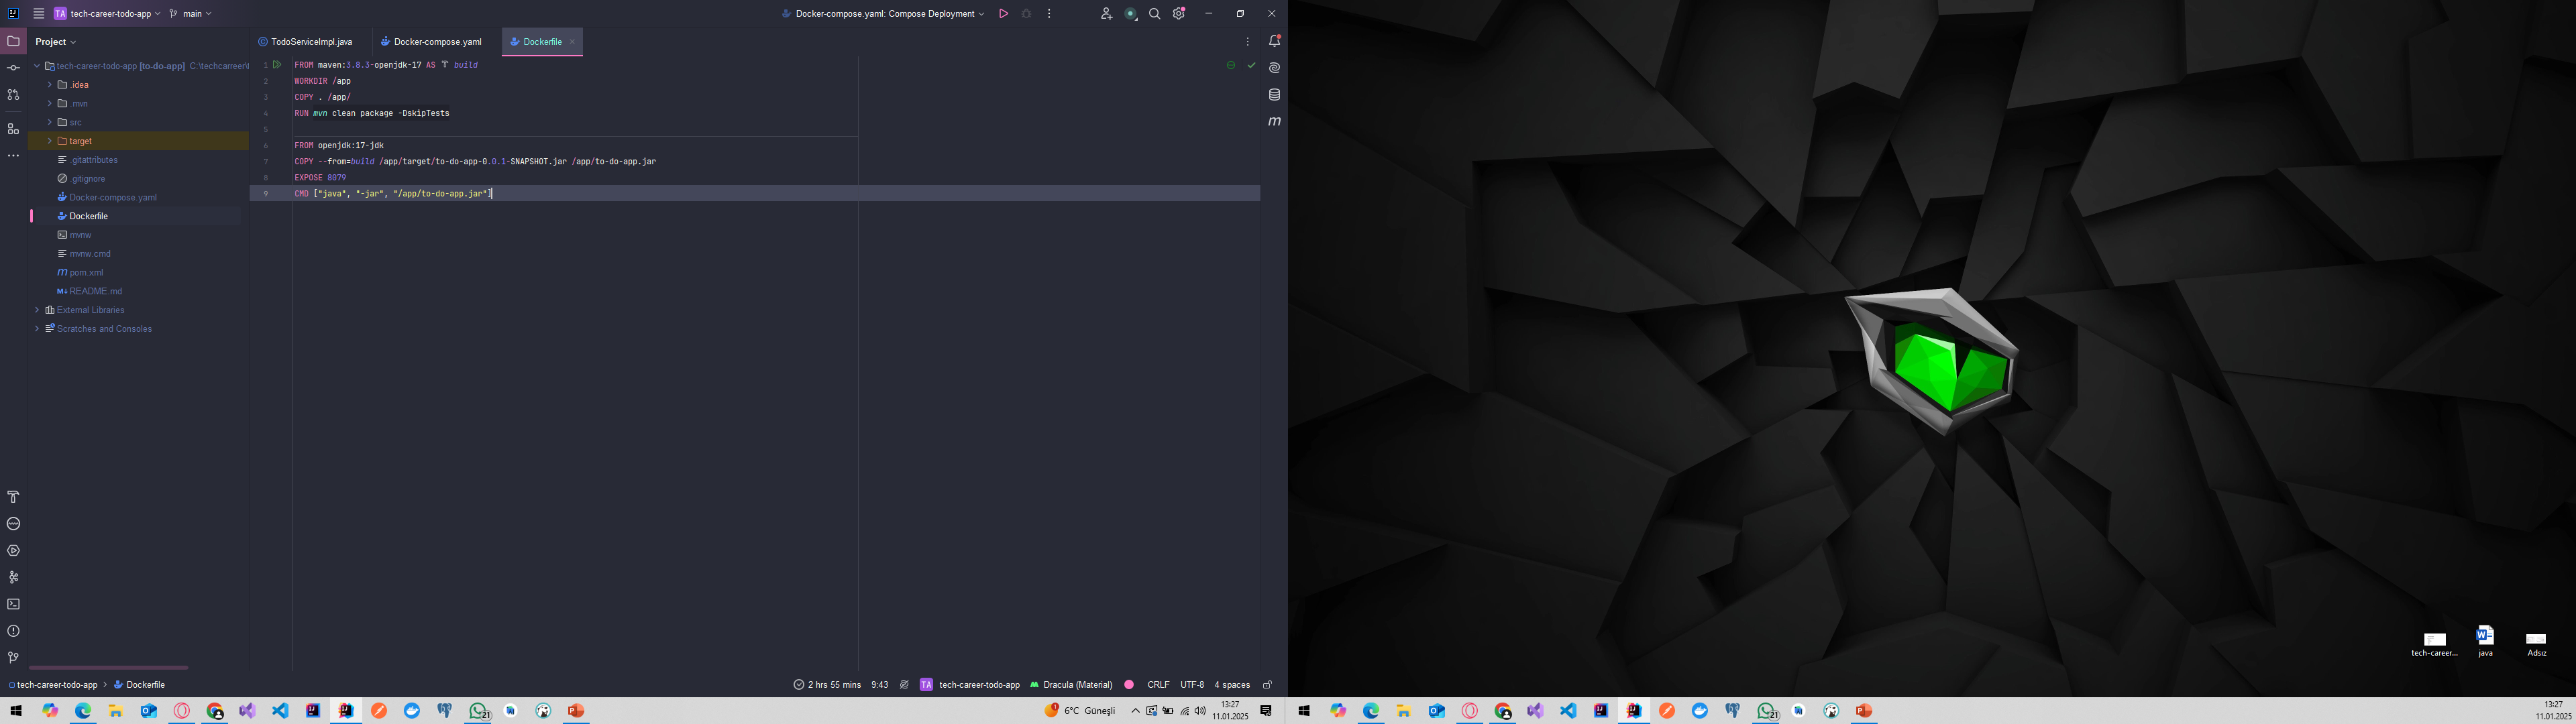 TA tech-career-todo-app main Docker-compose.yaml: Compose Deployment
Project
TodoServiceImpl.java Docker-compose.yaml Dockerfile
tech-career-todo-app [to-do-app] C:\techcarreer\t
.idea
.mvn
src
target
.gitattributes
.gitignore
Docker-compose.yaml
Dockerfile
mvnw
mvnw.cmd
pom.xml
README.md
External Libraries
Scratches and Consoles
1 FROM maven:3.8.3-openjdk-17 AS build
2 WORKDIR /app
3 COPY . /app/
4 RUN mvn clean package -DskipTests
5
6 FROM openjdk:17-jdk
7 COPY --from=build /app/target/to-do-app-0.0.1-SNAPSHOT.jar /app/to-do-app.jar
8 EXPOSE 8079
9 CMD ["java", "-jar", "/app/to-do-app.jar"]
tech-career-todo-app > Dockerfile
2 hrs 55 mins 9:43 TA tech-career-todo-app Dracula (Material) CRLF UTF-8 4 spaces
6°C Güneşli
13:27
11.01.2025
tech-career...
java
Adsız
13:27
11.01.2025